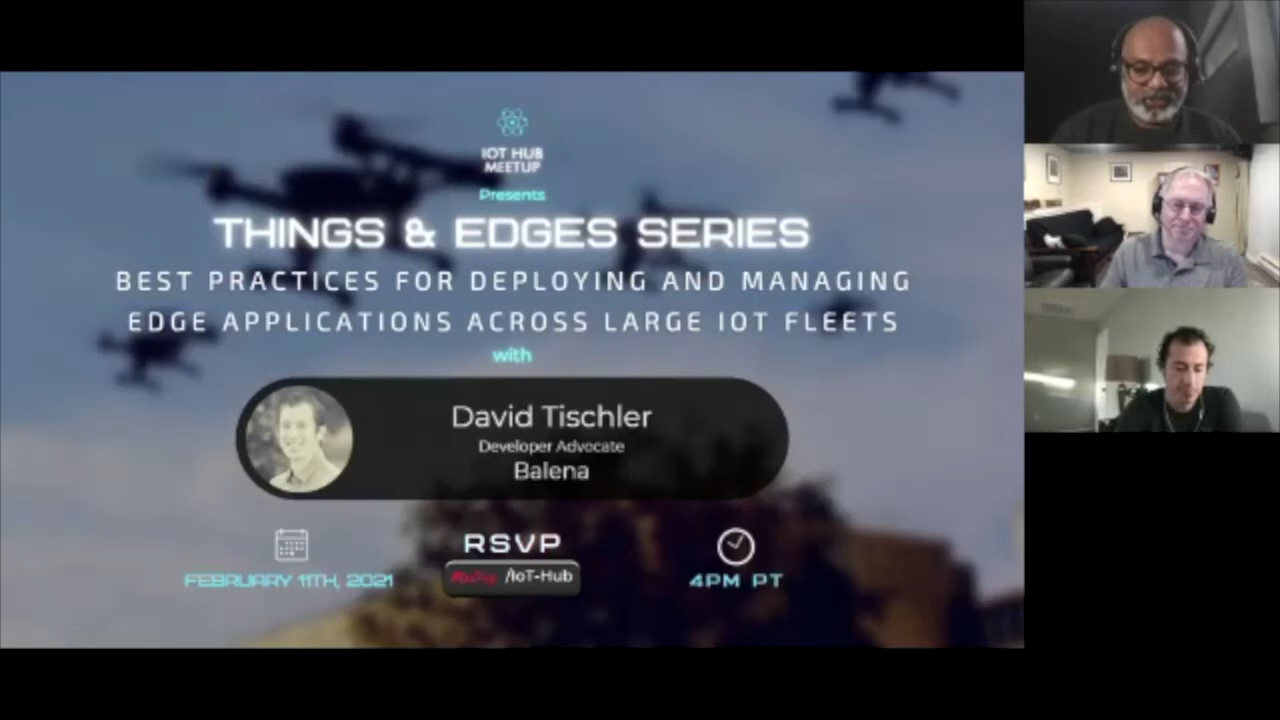 IOT HUB
MEETUP
Presents
THINGS & EDGES SERIES
BEST PRACTICES FOR DEPLOYING AND MANAGING
EDGE APPLICATIONS ACROSS LARGE IOT FLEETS
with
David Tischler
Developer Advocate
Balena
RSVP
FEBRUARY 11TH, 2021
/IoT-Hub
4PM PT